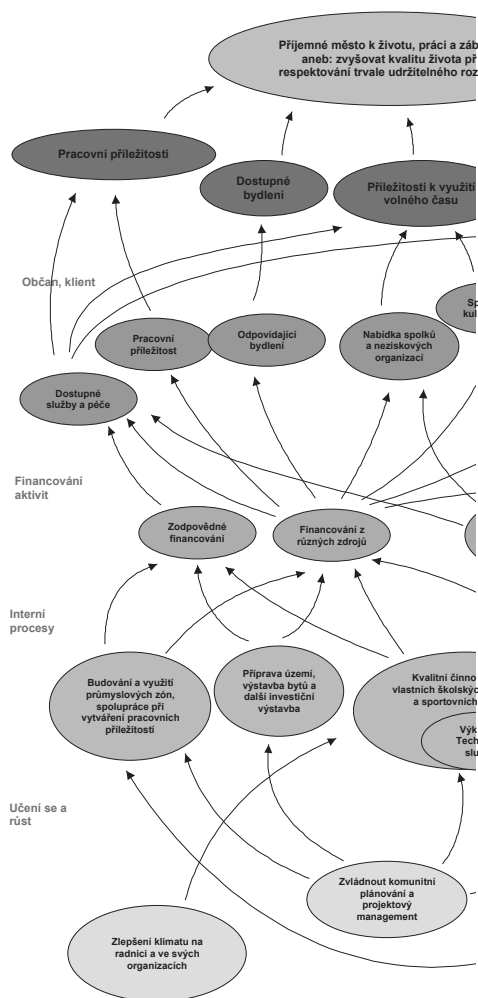 Příjemné město k životu, práci a záb
aneb: zvyšovat kvalitu života př
respektování trvale udržitelného roz
Pracovní příležitosti
Dostupné
bydlení
Příležitosti k využití
volného času
Občan, klient
Sp
kul
Pracovní
příležitost
Odpovídající
bydlení
Nabídka spolků
a neziskových
organizací
Dostupné
služby a péče
Financování
aktivit
Zodpovědné
financování
Financování z
různých zdrojů
Interní
procesy
Budování a využití
průmyslových zón,
spolupráce při
vytváření pracovních
příležitostí
Příprava území,
výstavba bytů a
další investiční
výstavba
Kvalitní činno
vlastních školských
a sportovních
Výk
Tech
slu
Učení se a
růst
Zvládnout komunitní
plánování a
projektový
management
Zlepšení klimatu na
radnici a ve svých
organizacích